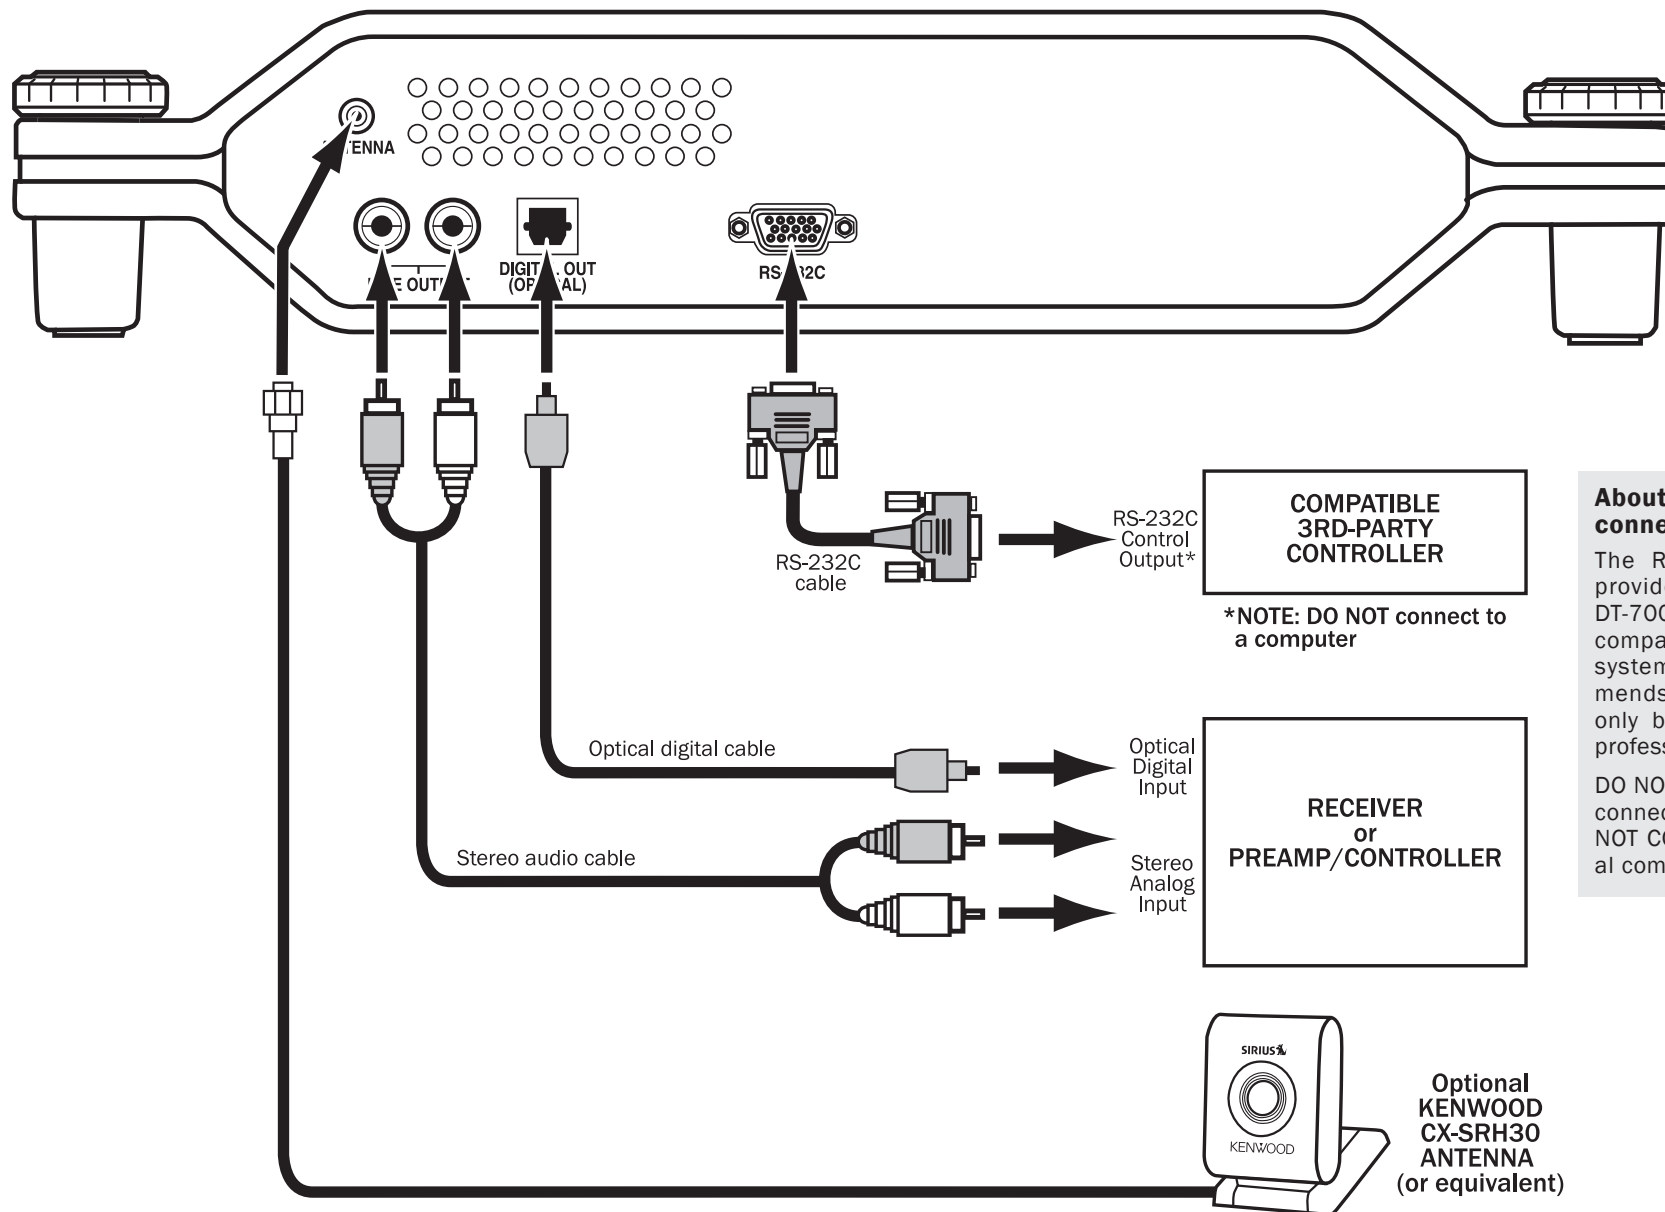 TENNA
E OUT
DIGIT OUT
(OP AL)
RS- 32C
RS-232C
cable
RS-232C
Control
Output*
COMPATIBLE
3RD-PARTY
CONTROLLER
*NOTE: DO NOT connect to
a computer
Optical digital cable
Optical
Digital
Input
Stereo audio cable
Stereo
Analog
Input
RECEIVER
or
PREAMP/CONTROLLER
SIRIUS
KENWOOD
Optional
KENWOOD
CX-SRH30
ANTENNA
(or equivalent)
About
conne
The R
provid
DT-700
compa
system
mends
only b
profess
DO NO
connec
NOT CO
al com